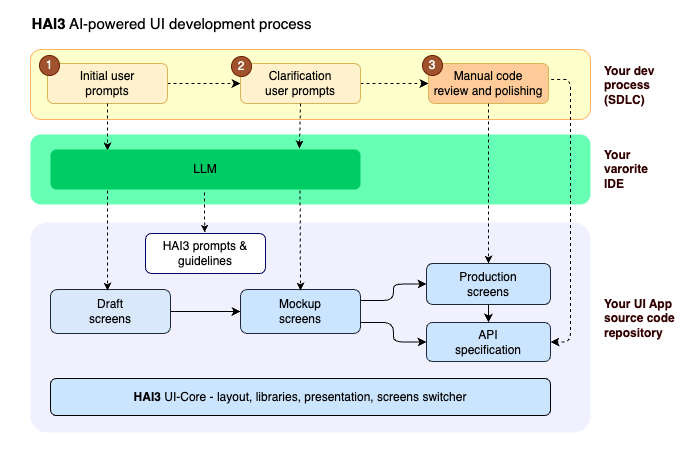 HAI3 AI-powered UI development process
1
Initial user
prompts
2
Clarification
user prompts
3
Manual code
review and polishing
Your dev
process
(SDLC)
LLM
Your
varorite
IDE
HAI3 prompts &
guidelines
Draft
screens
Mockup
screens
Production
screens
API
specification
Your UI App
source code
repository
HAI3 UI-Core - layout, libraries, presentation, screens switcher